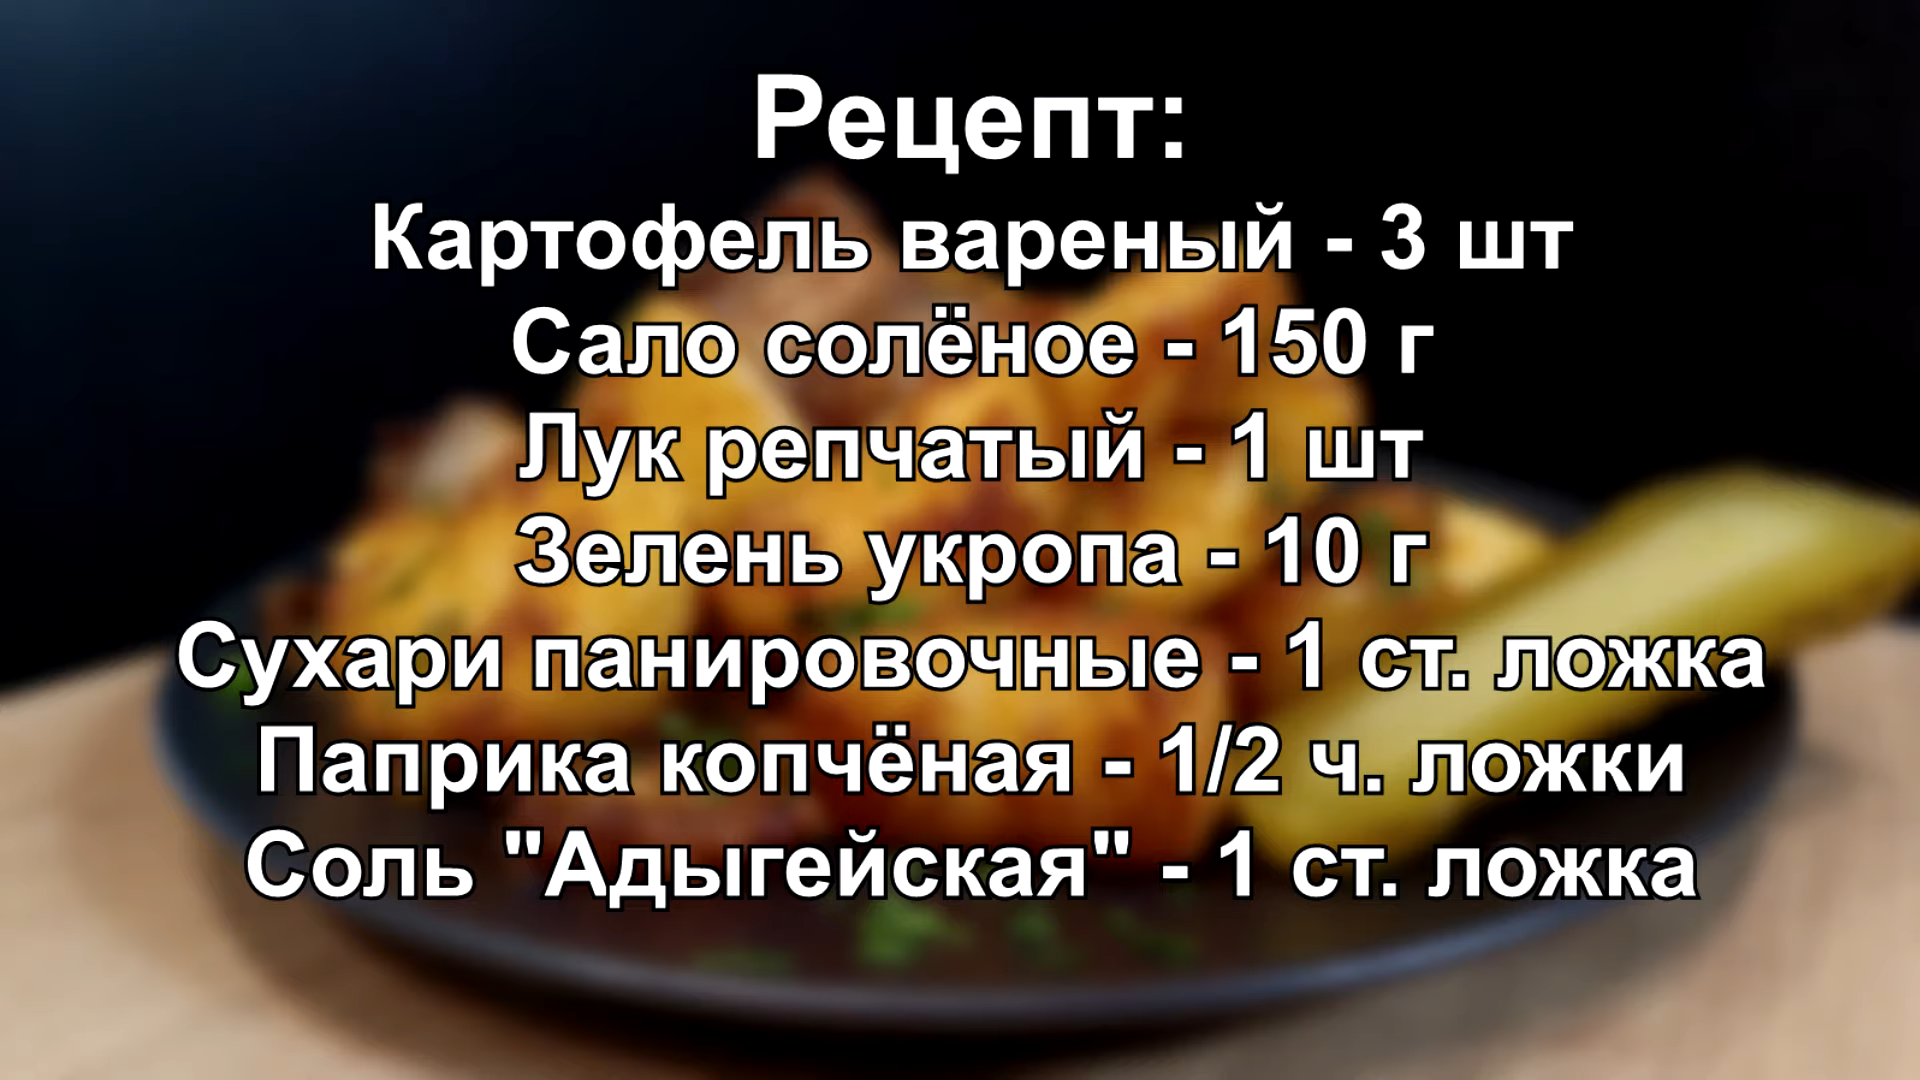 Рецепт:
Картофель вареный - 3 шт
Сало солёное - 150 г
Лук репчатый - 1 шт
Зелень укропа - 10 г
Сухари панировочные - 1 ст. ложка
Паприка копчёная - 1/2 ч. ложки
Соль "Адыгейская" - 1 ст. ложка